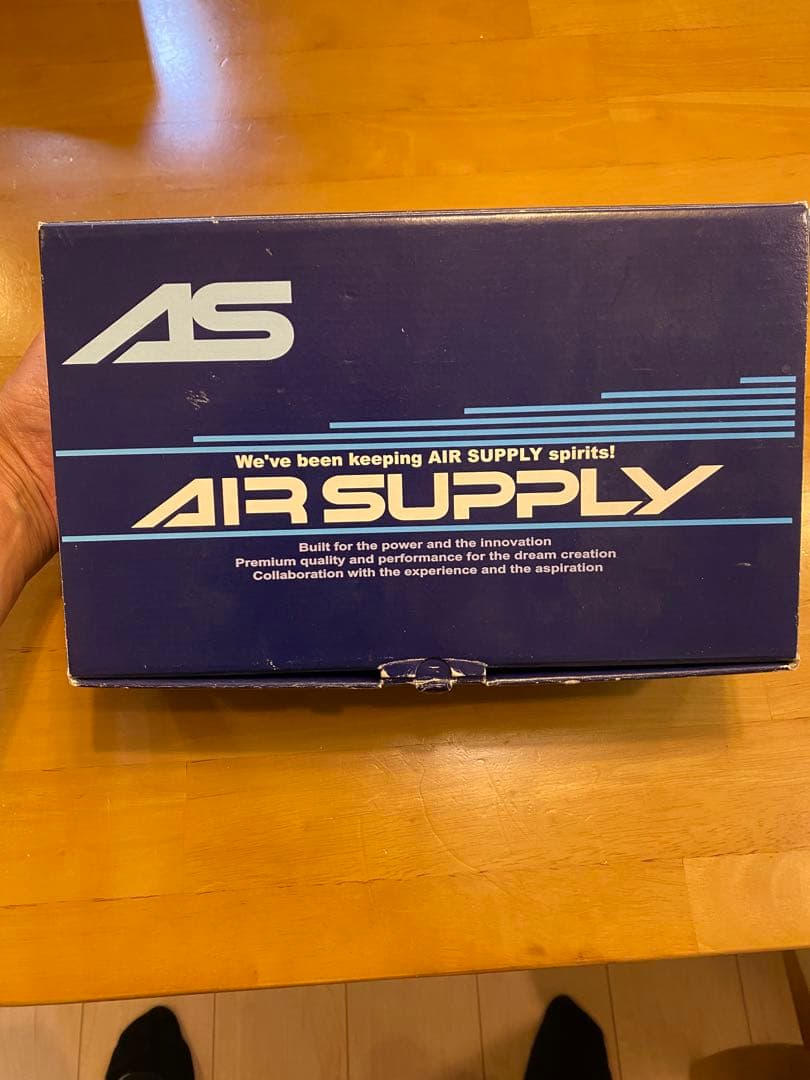 AS
We've been keeping AIR SUPPLY spirits!
AIR SUPPLY
Built for the power and the innovation
Premium quality and performance for the dream creation
Collaboration with the experience and the aspiration